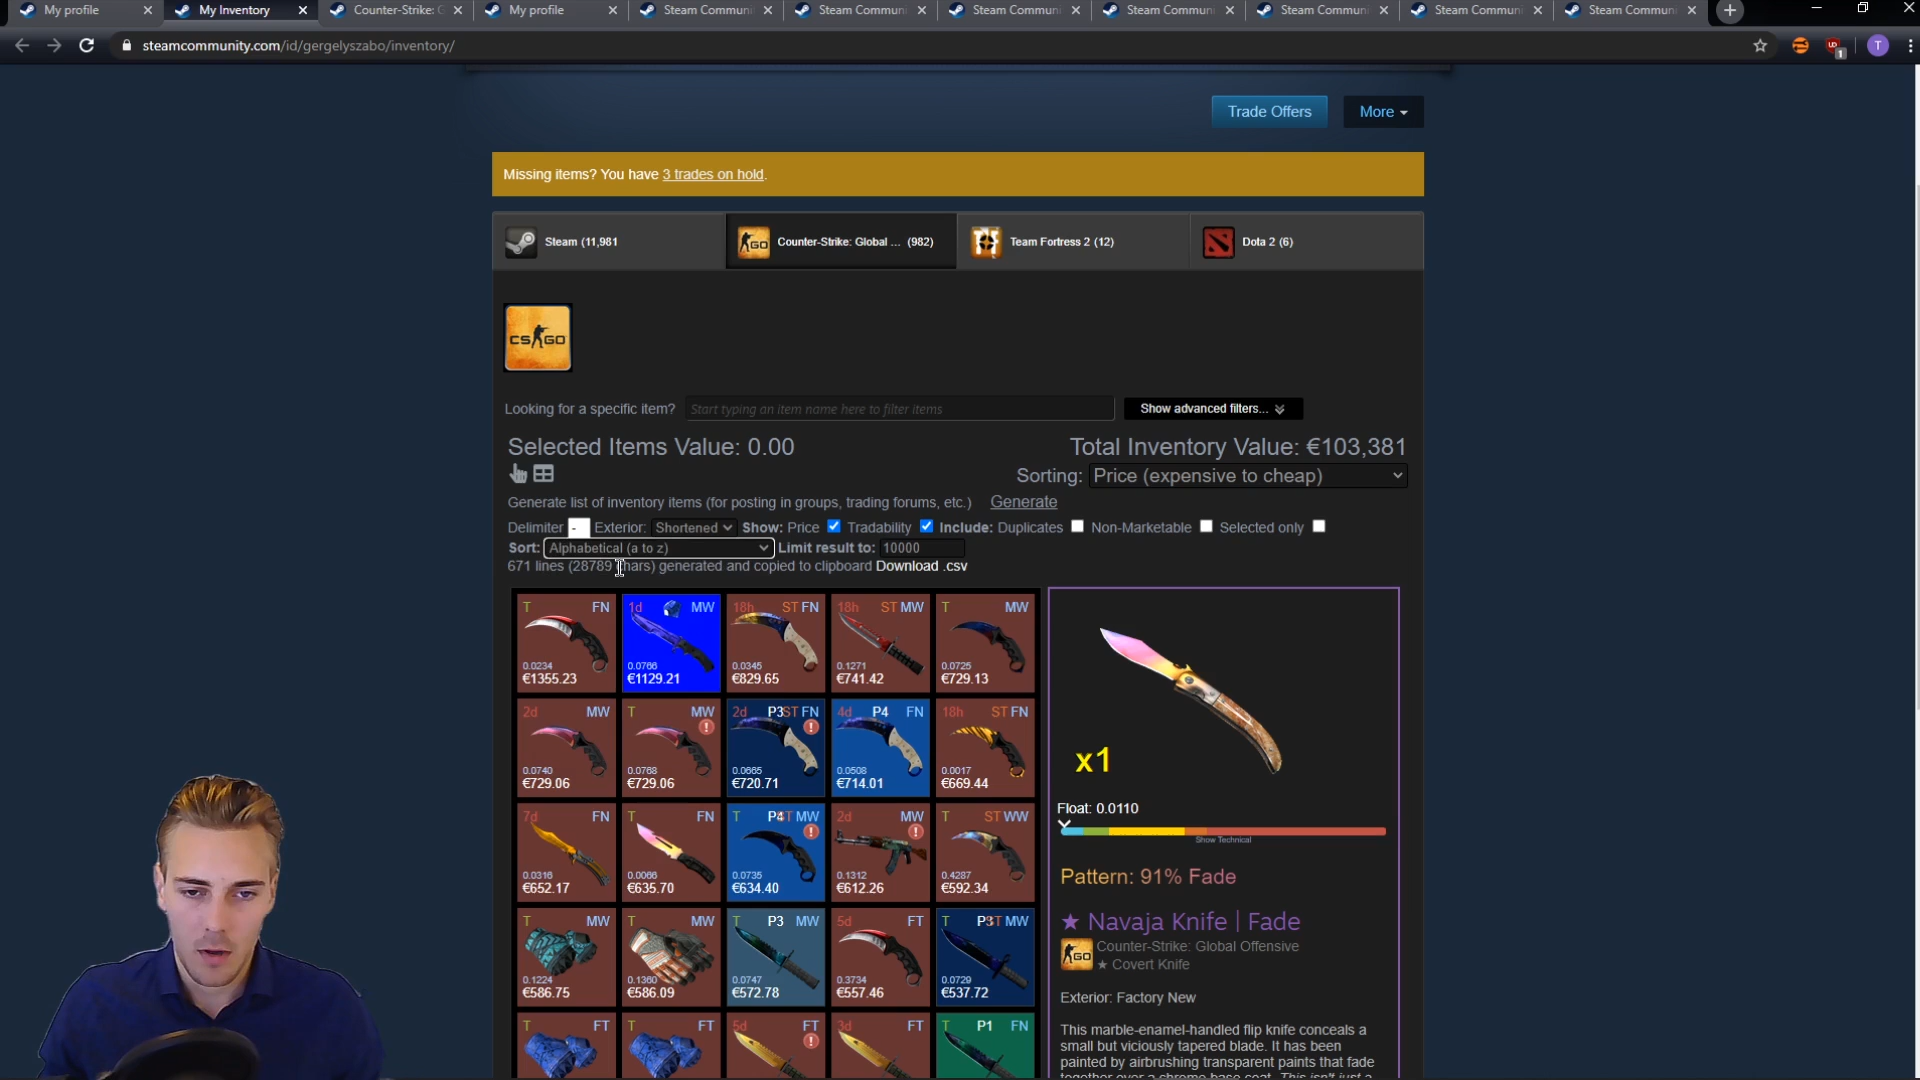 My profile
My Inventory
Counter-Strike: G
My profile
Steam Communi
Steam Communi
Steam Communi
Steam Communi
Steam Communi
Steam Communi
Steam Communi
steamcommunity.com/id/gergelyszabo/inventory/
1
T
Trade Offers
More
Missing items? You have 3 trades on hold.
Steam (11,981
Counter-Strike: Global ... (982)
Team Fortress 2 (12)
Dota 2 (6)
CS GO
Looking for a specific item?
Start typing an item name here to filter items
Show advanced filters...
Selected Items Value: 0.00
Total Inventory Value: €103,381
Sorting: Price (expensive to cheap)
Generate list of inventory items (for posting in groups, trading forums, etc.) Generate
Delimiter - Exterior: Shortened Show: Price Tradability Include: Duplicates Non-Marketable Selected only
Sort: Alphabetical (a to z) Limit result to: 10000
671 lines (28789 chars) generated and copied to clipboard Download .csv
T FN 1d MW 18h ST FN 18h ST MW T MW
0.0234 0.0766 0.0345 0.1271 0.0725
€1355.23 €1129.21 €829.65 €741.42 €729.13
2d MW T MW 2d P3 ST FN 4d P4 FN 18h ST FN
0.0740 0.0768 0.0665 0.0508 0.0017
€729.06 €729.06 €720.71 €714.01 €669.44
7d FN T FN T P4 ST MW 2d MW T ST WW
0.0316 0.0066 0.0735 0.1312 0.4287
€652.17 €635.70 €634.40 €612.26 €592.34
T MW T MW T P3 MW 5d FT T P3 ST MW
0.1224 0.1360 0.0747 0.3734 0.0729
€586.75 €586.09 €572.78 €557.46 €537.72
T FT T FT 5d FT 3d FT T P1 FN
x1
Float: 0.0110
Show Technical
Pattern: 91% Fade
★ Navaja Knife | Fade
GO
Counter-Strike: Global Offensive
★ Covert Knife
Exterior: Factory New
This marble-enamel-handled flip knife conceals a
small but viciously tapered blade. It has been
painted by airbrushing transparent paints that fade
together over a chrome base coat. This isn't just a